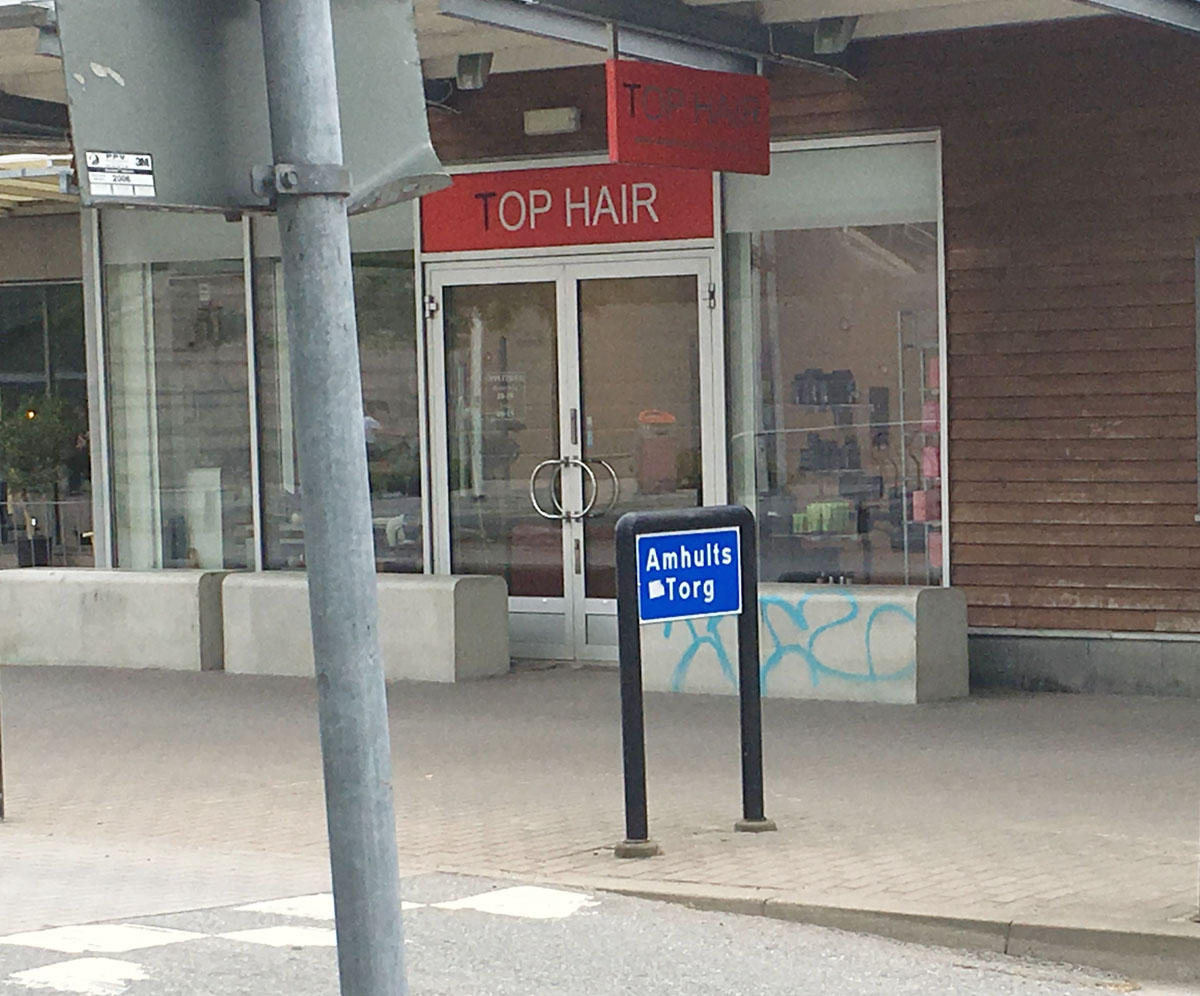 TOP HAIR
TOP HAIR
3M
2006
Amhults
Torg